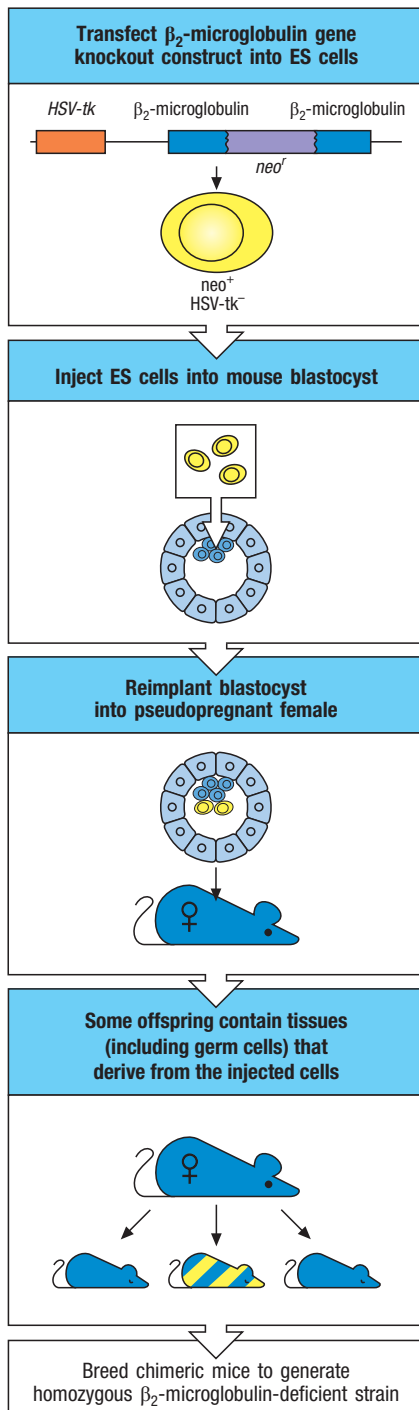 Transfect β₂-microglobulin gene
knockout construct into ES cells
HSV-tk β₂-microglobulin β₂-microglobulin
neoʳ
neo⁺
HSV-tk⁻
Inject ES cells into mouse blastocyst
Reimplant blastocyst
into pseudopregnant female
♀
Some offspring contain tissues
(including germ cells) that
derive from the injected cells
♀
Breed chimeric mice to generate
homozygous β₂-microglobulin-deficient strain